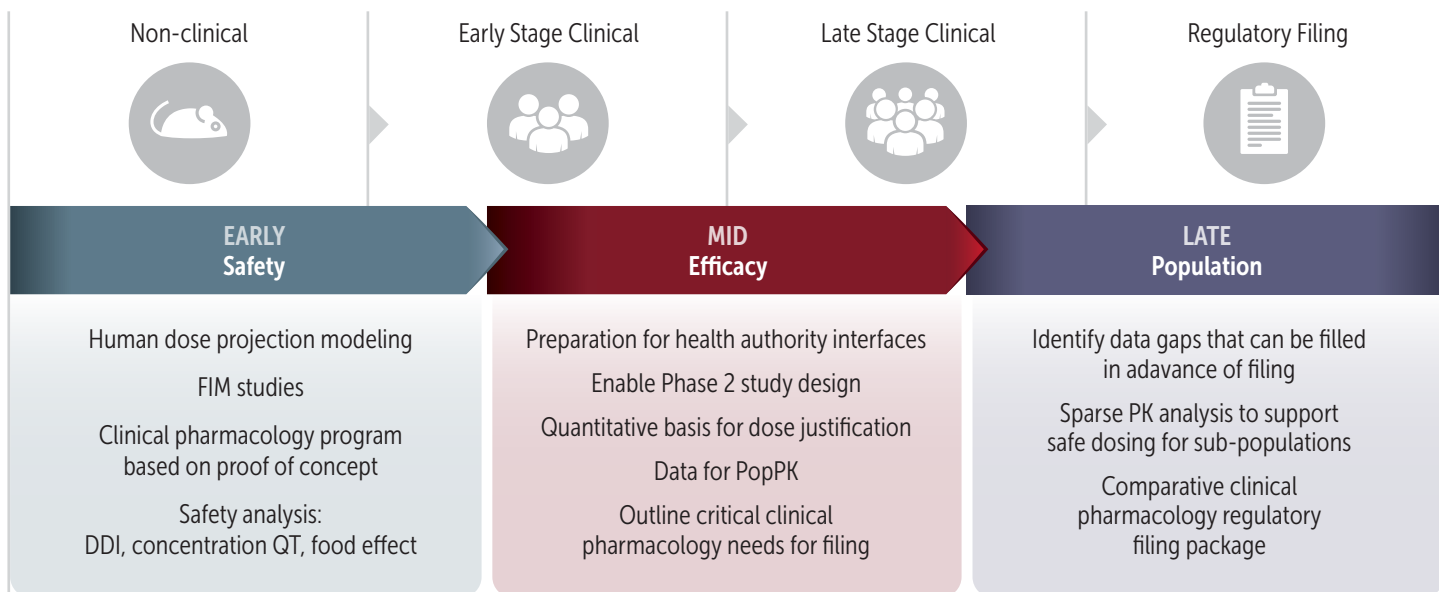 Non-clinical
Early Stage Clinical
Late Stage Clinical
Regulatory Filing
EARLY
Safety
MID
Efficacy
LATE
Population
Human dose projection modeling
FIM studies
Clinical pharmacology program
based on proof of concept
Safety analysis:
DDI, concentration QT, food effect
Preparation for health authority interfaces
Enable Phase 2 study design
Quantitative basis for dose justification
Data for PopPK
Outline critical clinical
pharmacology needs for filing
Identify data gaps that can be filled
in adavance of filing
Sparse PK analysis to support
safe dosing for sub-populations
Comparative clinical
pharmacology regulatory
filing package